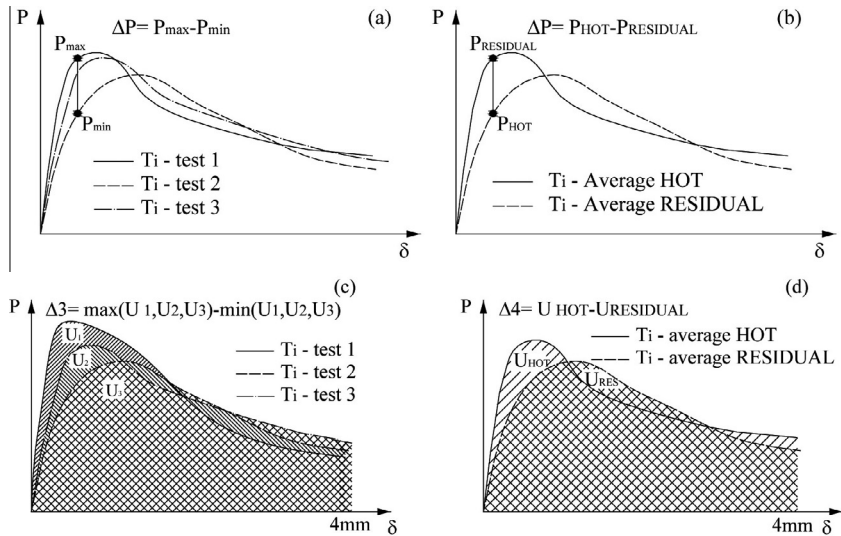 P
(a)
ΔP= Pmax-Pmin
Pmax
Pmin
Ti - test 1
Ti - test 2
Ti - test 3
δ
P
(b)
ΔP= PHOT-PRESIDUAL
PRESIDUAL
PHOT
Ti - Average HOT
Ti - Average RESIDUAL
δ
P
(c)
Δ3= max(U1,U2,U3)-min(U1,U2,U3)
U1
U2
U3
Ti - test 1
Ti - test 2
Ti - test 3
4mm
δ
P
(d)
Δ4= U HOT-URESIDUAL
Ti - average HOT
Ti - average RESIDUAL
UHOT
URES
4mm
δ